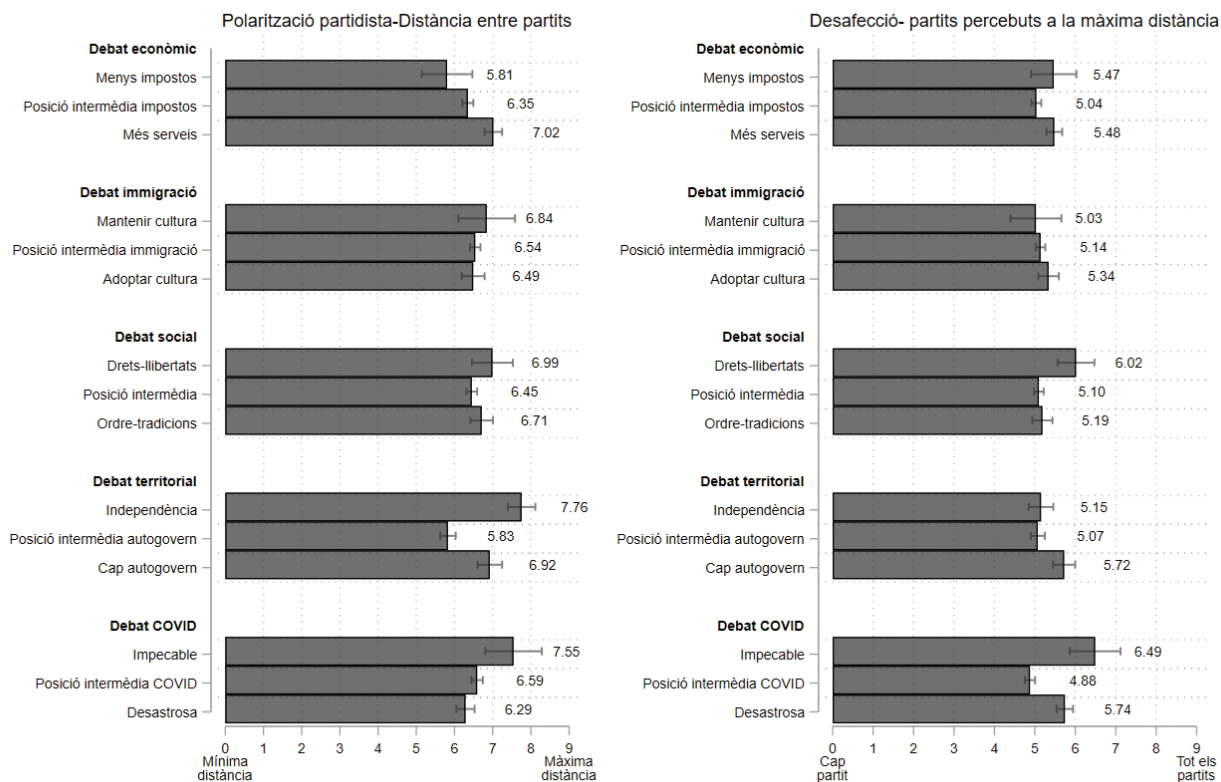 Polarització partidista-Distància entre partits
Debat econòmic
Menys impostos 5.81
Posició intermèdia impostos 6.35
Més serveis 7.02
Debat immigració
Mantenir cultura 6.84
Posició intermèdia immigració 6.54
Adoptar cultura 6.49
Debat social
Drets-llibertats 6.99
Posició intermèdia 6.45
Ordre-tradicions 6.71
Debat territorial
Independència 7.76
Posició intermèdia autogovern 5.83
Cap autogovern 6.92
Debat COVID
Impecable 7.55
Posició intermèdia COVID 6.59
Desastrosa 6.29
0 1 2 3 4 5 6 7 8 9
Mínima Màxima
distància distància
Desafecció- partits percebuts a la màxima distància
Debat econòmic
Menys impostos 5.47
Posició intermèdia impostos 5.04
Més serveis 5.48
Debat immigració
Mantenir cultura 5.03
Posició intermèdia immigració 5.14
Adoptar cultura 5.34
Debat social
Drets-llibertats 6.02
Posició intermèdia 5.10
Ordre-tradicions 5.19
Debat territorial
Independència 5.15
Posició intermèdia autogovern 5.07
Cap autogovern 5.72
Debat COVID
Impecable 6.49
Posició intermèdia COVID 4.88
Desastrosa 5.74
0 1 2 3 4 5 6 7 8 9
Cap Tot els
partit partits